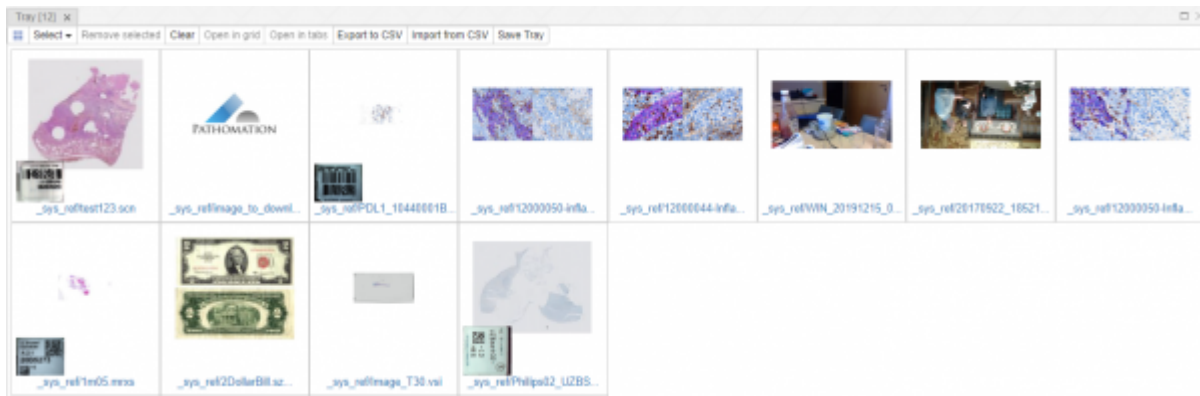 Tray [12] x
Select Remove selected Clear Open in grid Open in tabs Export to CSV Import from CSV Save Tray
PATHOMATION
_sys_ref/test123.scn
_sys_ref/image_to_downl...
_sys_ref/PDL1_10440001B...
_sys_ref/12000050-infla...
_sys_ref/12000044-Infla...
_sys_ref/WIN_20191215_0...
_sys_ref/20170922_18521...
_sys_ref/12000050-Infla...
_sys_ref/1m05.mrxs
_sys_ref/2DollarBill.sz...
_sys_ref/Image_T30.vsi
_sys_ref/Philips02_UZBS...